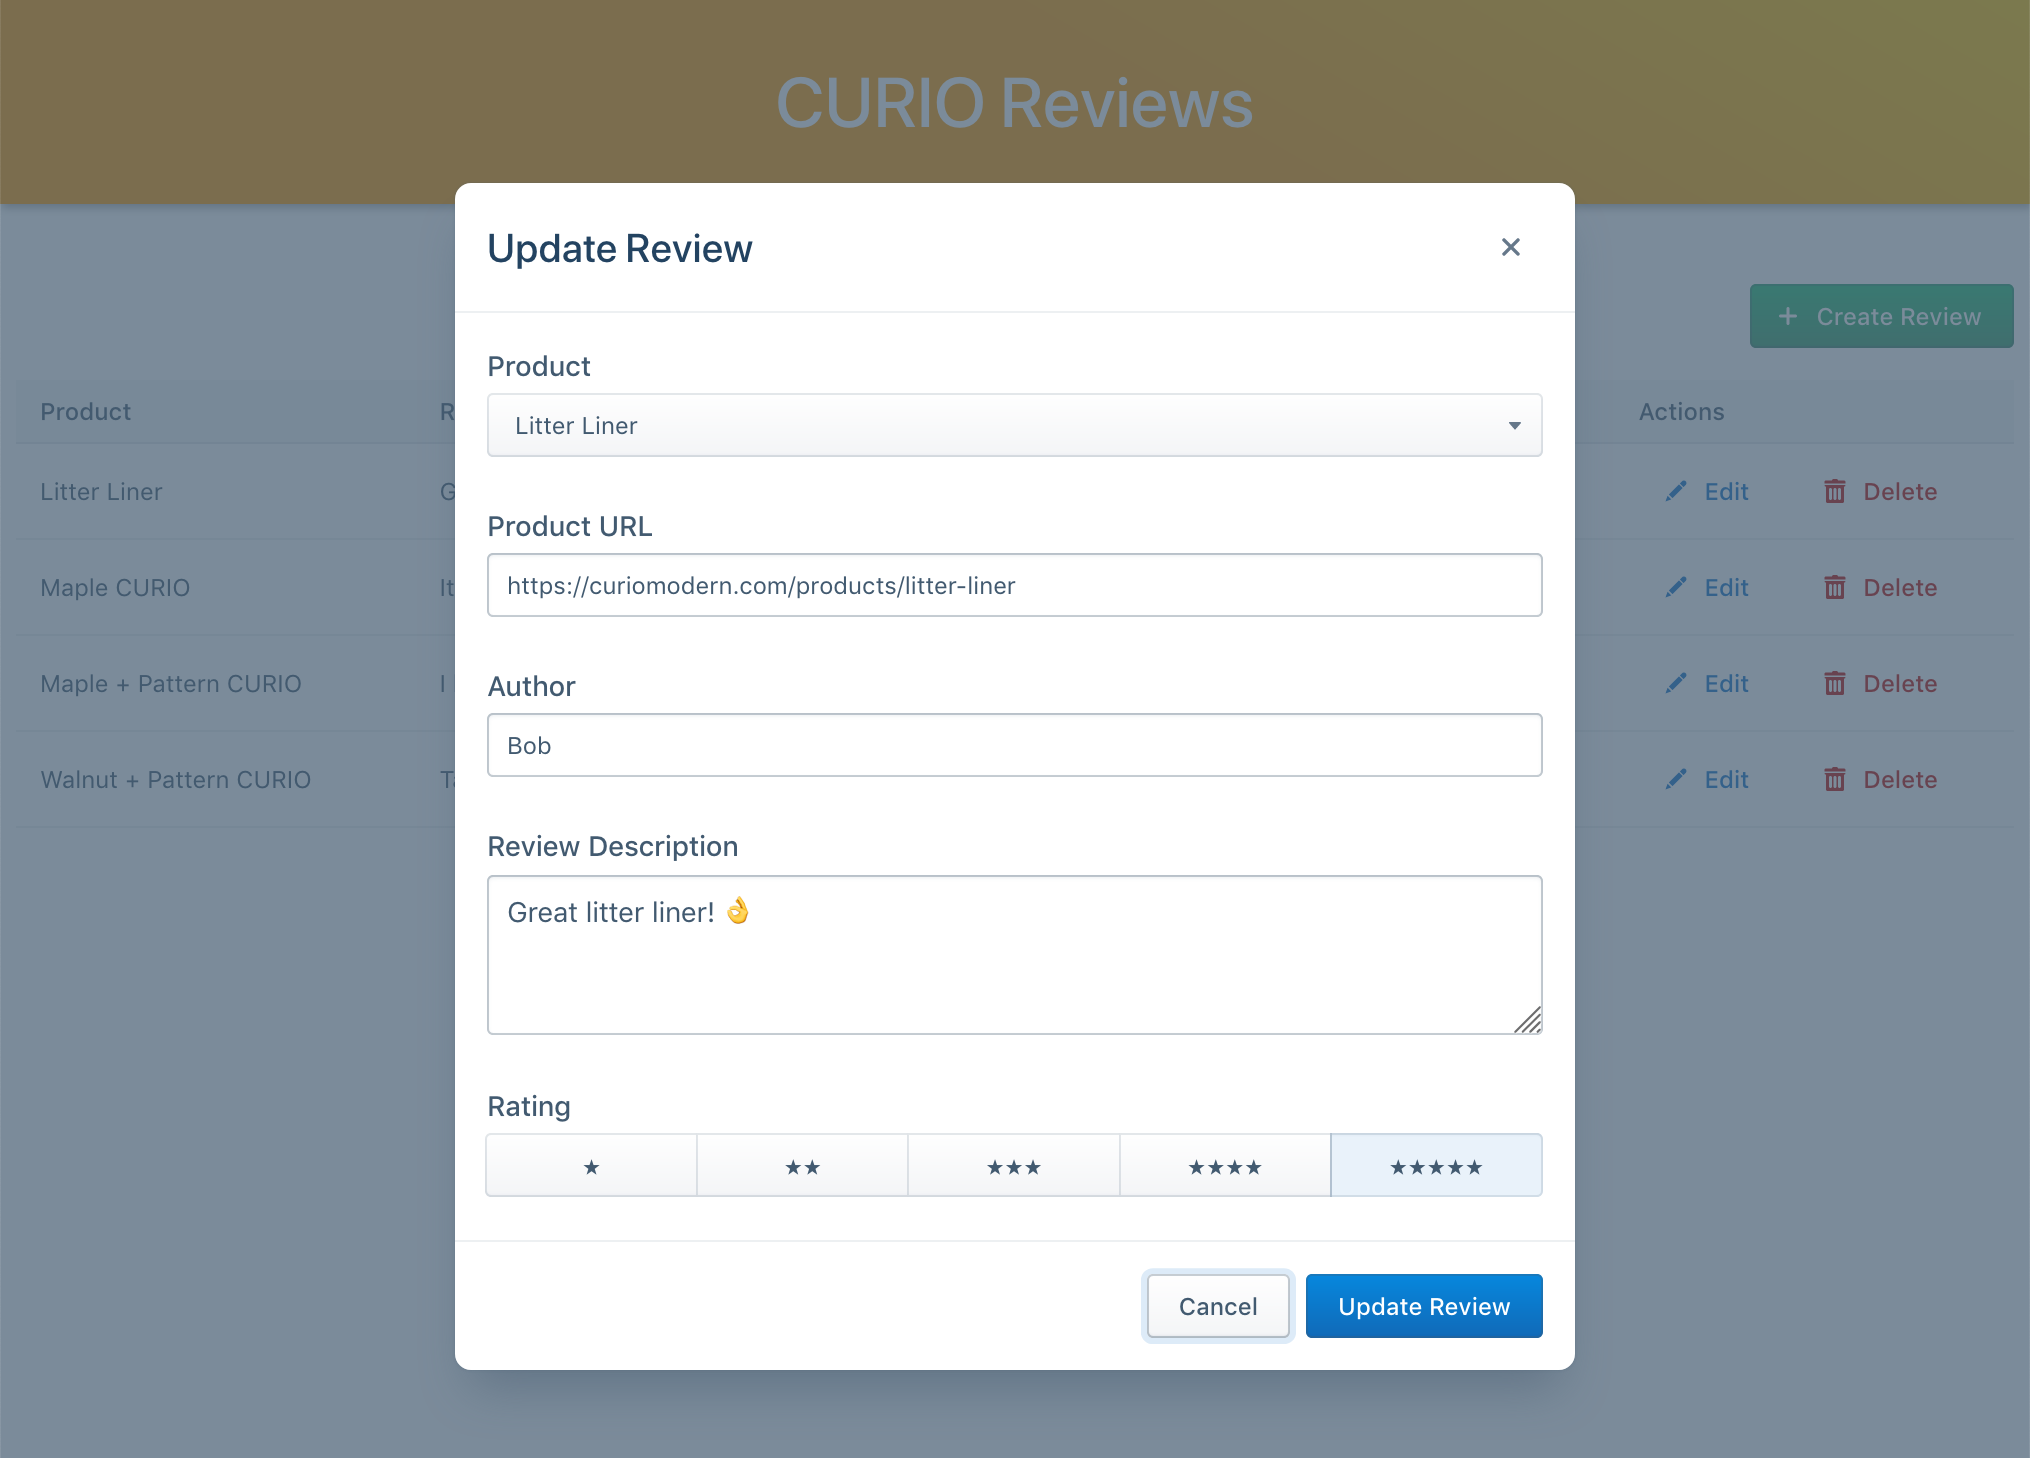 CURIO Reviews
Update Review
+ Create Review
Product
Litter Liner
Product URL
https://curiomodern.com/products/litter-liner
Author
Bob
Review Description
Great litter liner! 👌
Rating
★ ★★ ★★★ ★★★★ ★★★★★
Cancel Update Review
Product Actions
Litter Liner Edit Delete
Maple CURIO Edit Delete
Maple + Pattern CURIO Edit Delete
Walnut + Pattern CURIO Edit Delete